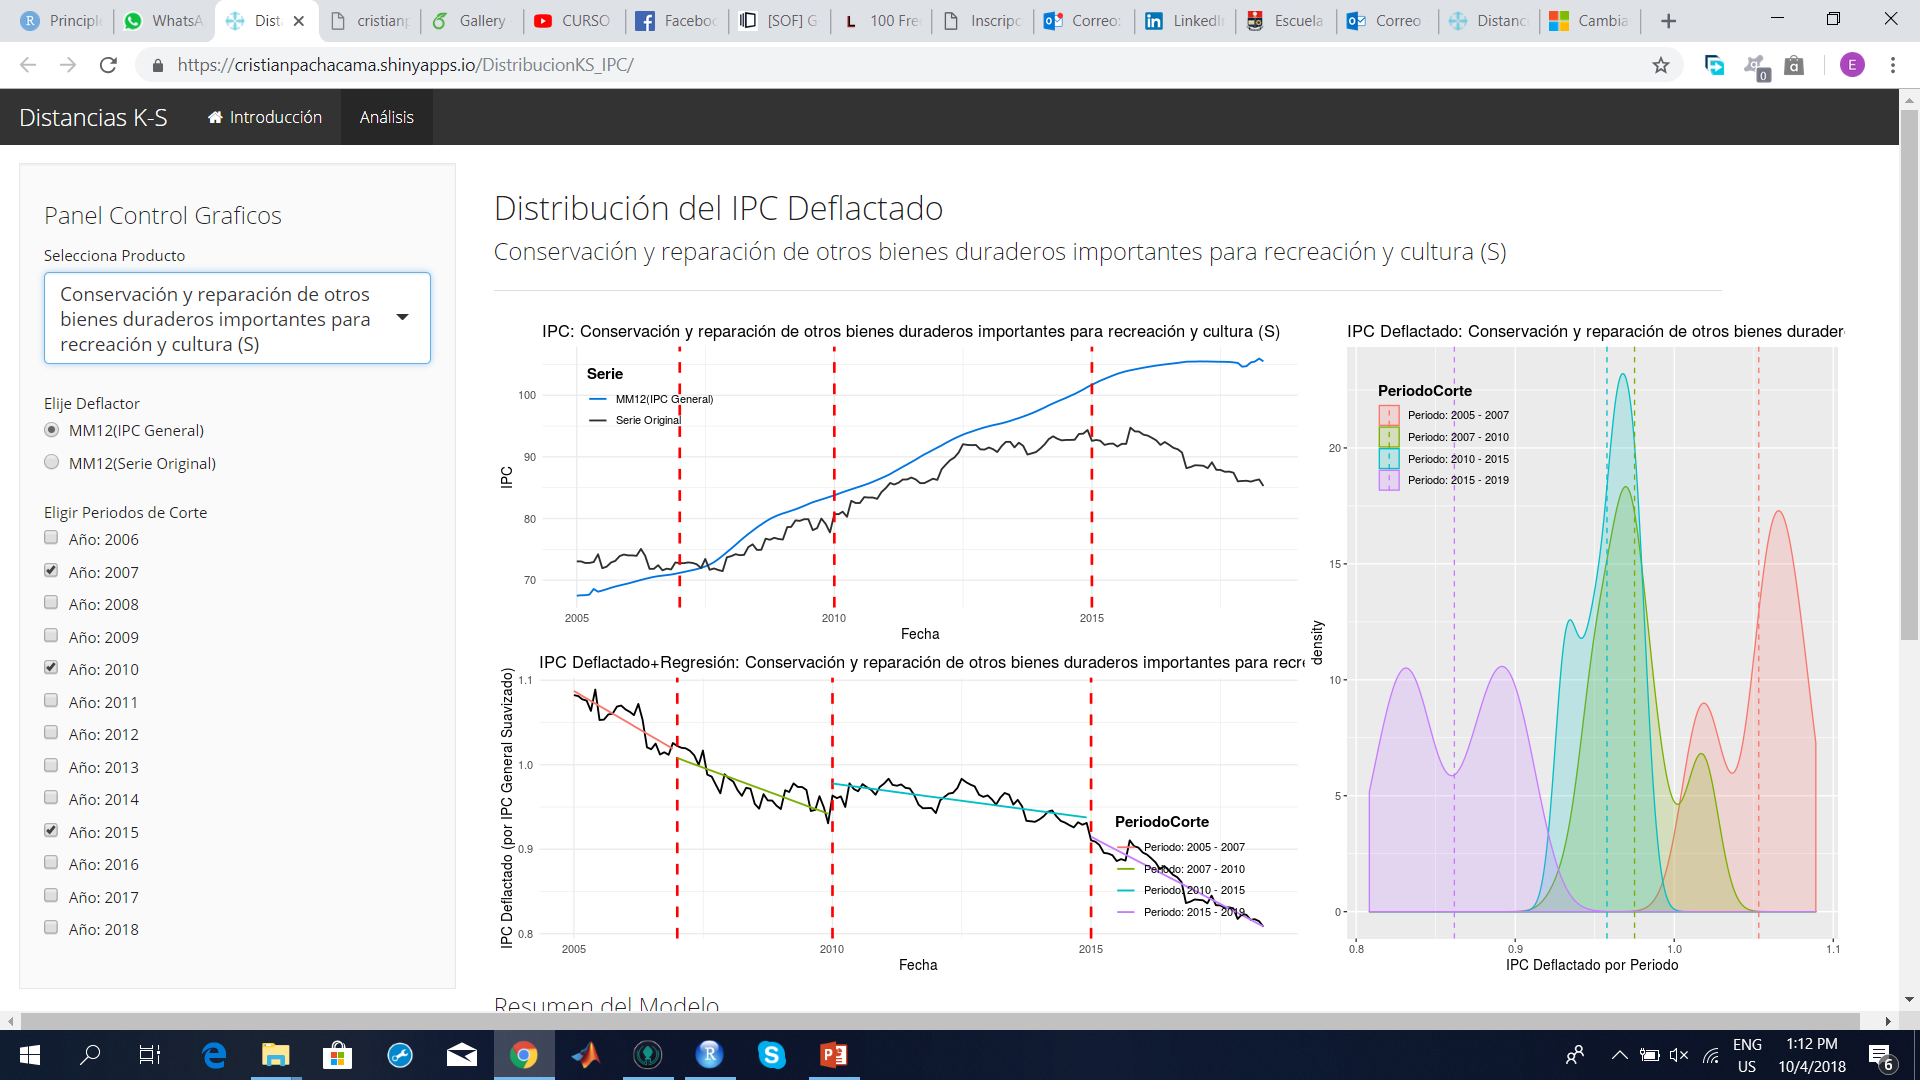 Principl
WhatsA
Dist
cristianp
Gallery
CURSO
Faceboo
[SOF] G
100 Fre
Inscripc
Correo:
LinkedIn
Escuela
Correo
Distanc
Cambia
https://cristianpachacama.shinyapps.io/DistribucionKS_IPC/
0
E
Distancias K-S
Introducción
Análisis
Panel Control Graficos
Selecciona Producto
Conservación y reparación de otros
bienes duraderos importantes para
recreación y cultura (S)
Elije Deflactor
MM12(IPC General)
MM12(Serie Original)
Eligir Periodos de Corte
Año: 2006
Año: 2007
Año: 2008
Año: 2009
Año: 2010
Año: 2011
Año: 2012
Año: 2013
Año: 2014
Año: 2015
Año: 2016
Año: 2017
Año: 2018
Distribución del IPC Deflactado
Conservación y reparación de otros bienes duraderos importantes para recreación y cultura (S)
IPC: Conservación y reparación de otros bienes duraderos importantes para recreación y cultura (S)
Serie
MM12(IPC General)
Serie Original
100
90
80
70
IPC
2005
2010
2015
Fecha
IPC Deflactado+Regresión: Conservación y reparación de otros bienes duraderos importantes para recre
IPC Deflactado (por IPC General Suavizado)
1.1
1.0
0.9
0.8
PeriodoCorte
Periodo: 2005 - 2007
Periodo: 2007 - 2010
Periodo: 2010 - 2015
Periodo: 2015 - 2019
2005
2010
2015
Fecha
IPC Deflactado: Conservación y reparación de otros bienes durader
PeriodoCorte
Periodo: 2005 - 2007
Periodo: 2007 - 2010
Periodo: 2010 - 2015
Periodo: 2015 - 2019
20
15
10
5
0
density
0.8
0.9
1.0
1.1
IPC Deflactado por Periodo
Resumen del Modelo
ENG
US
1:12 PM
10/4/2018
6